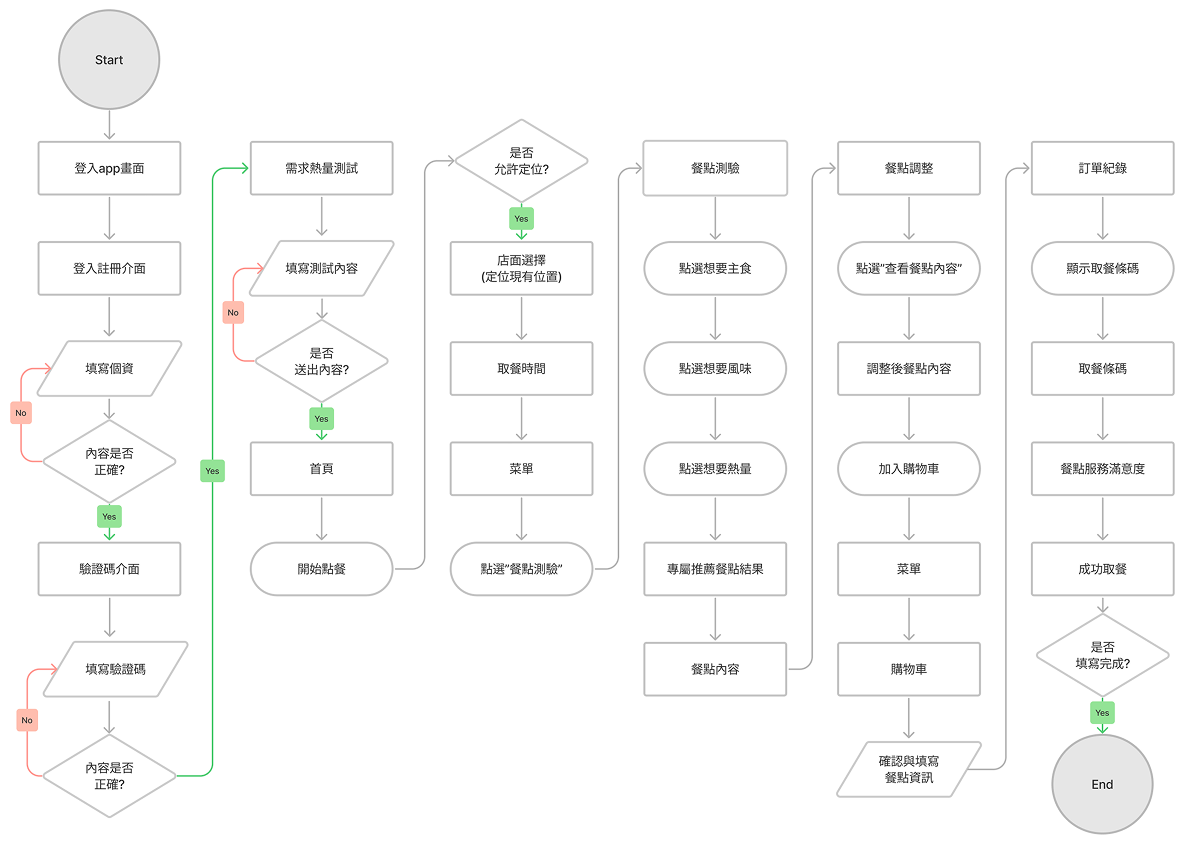 Start
登入app畫面
登入註冊介面
填寫個資
No
內容是否
正確?
Yes
驗證碼介面
填寫驗證碼
No
內容是否
正確?
Yes
需求熱量測試
填寫測試內容
No
是否
送出內容?
Yes
首頁
開始點餐
是否
允許定位?
Yes
店面選擇
(定位現有位置)
取餐時間
菜單
點選"餐點測驗"
餐點測驗
點選想要主食
點選想要風味
點選想要熱量
專屬推薦餐點結果
餐點內容
餐點調整
點選"查看餐點內容"
調整後餐點內容
加入購物車
菜單
購物車
確認與填寫
餐點資訊
訂單紀錄
顯示取餐條碼
取餐條碼
餐點服務滿意度
成功取餐
是否
填寫完成?
Yes
End